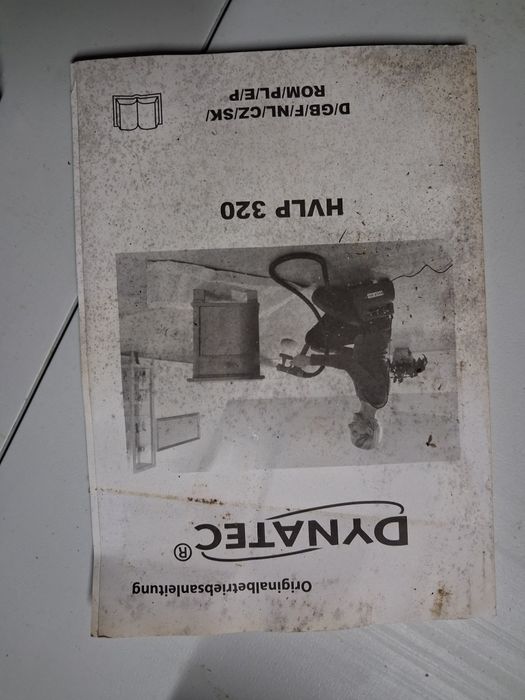 Originalbetriebsanleitung
DYNATEC®
HVLP 320
D/GB/F/NL/CZ/SK/
ROM/PL/E/P